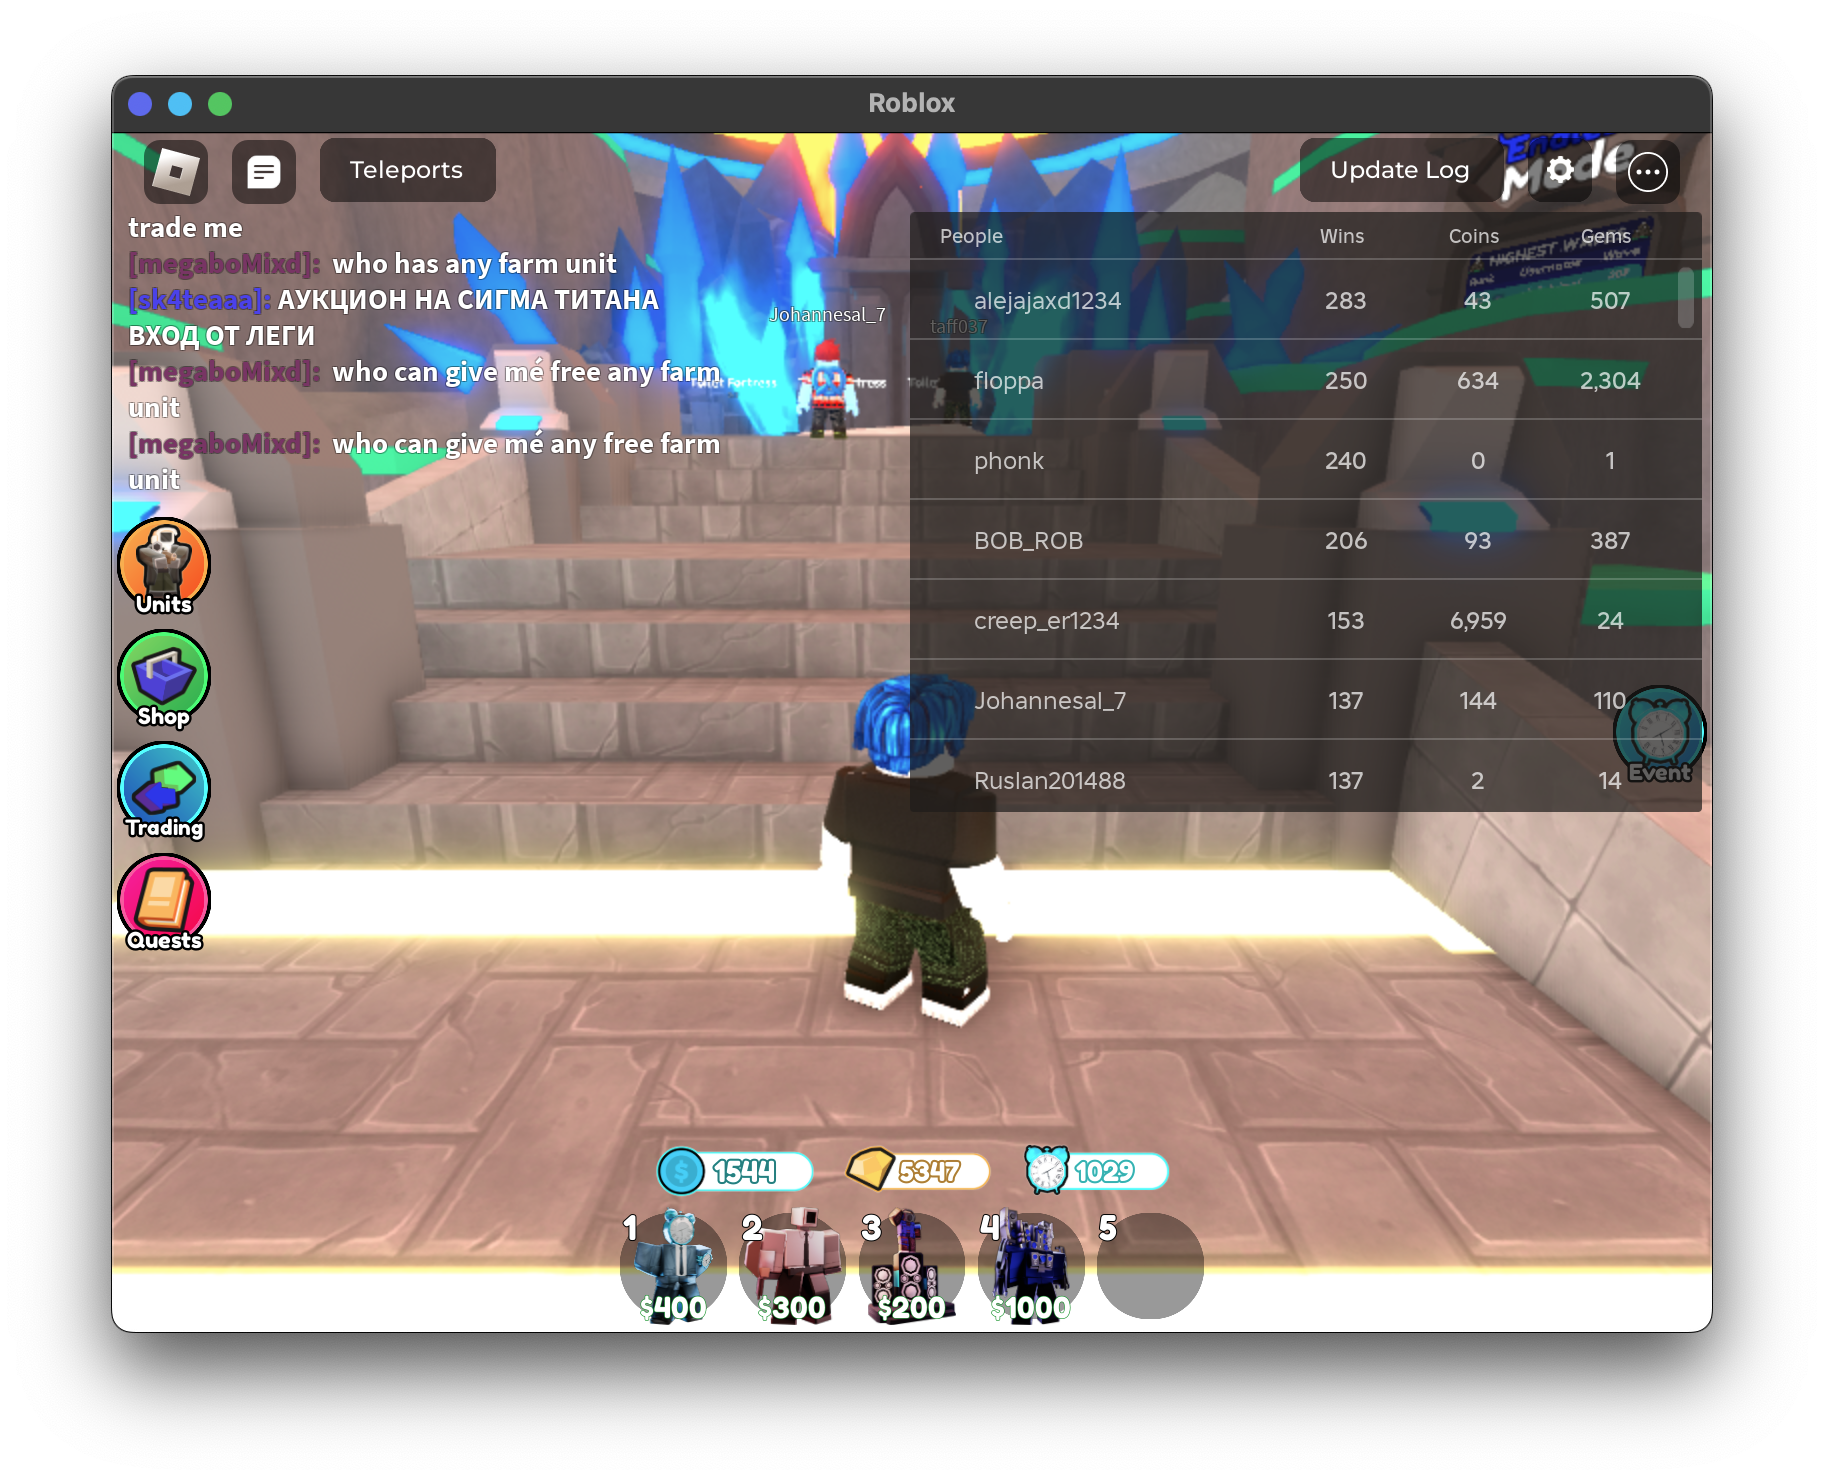 Roblox
Teleports
Update Log
Mode
trade me
[megaboMixd]: who has any farm unit
[sk4teaaa]: АУКЦИОН НА СИГМА ТИТАНА
ВХОД ОТ ЛЕГИ
[megaboMixd]: who can give mé free any farm
unit
[megaboMixd]: who can give mé any free farm
unit
Johannesal_7
taff037
People Wins Coins Gems
alejajaxd1234 283 43 507
floppa 250 634 2,304
phonk 240 0 1
BOB_ROB 206 93 387
creep_er1234 153 6,959 24
Johannesal_7 137 144 110
Ruslan201488 137 2 14
Units
Shop
Trading
Quests
Event
1544 5347 1029
1 2 3 4 5
$400 $300 $200 $1000